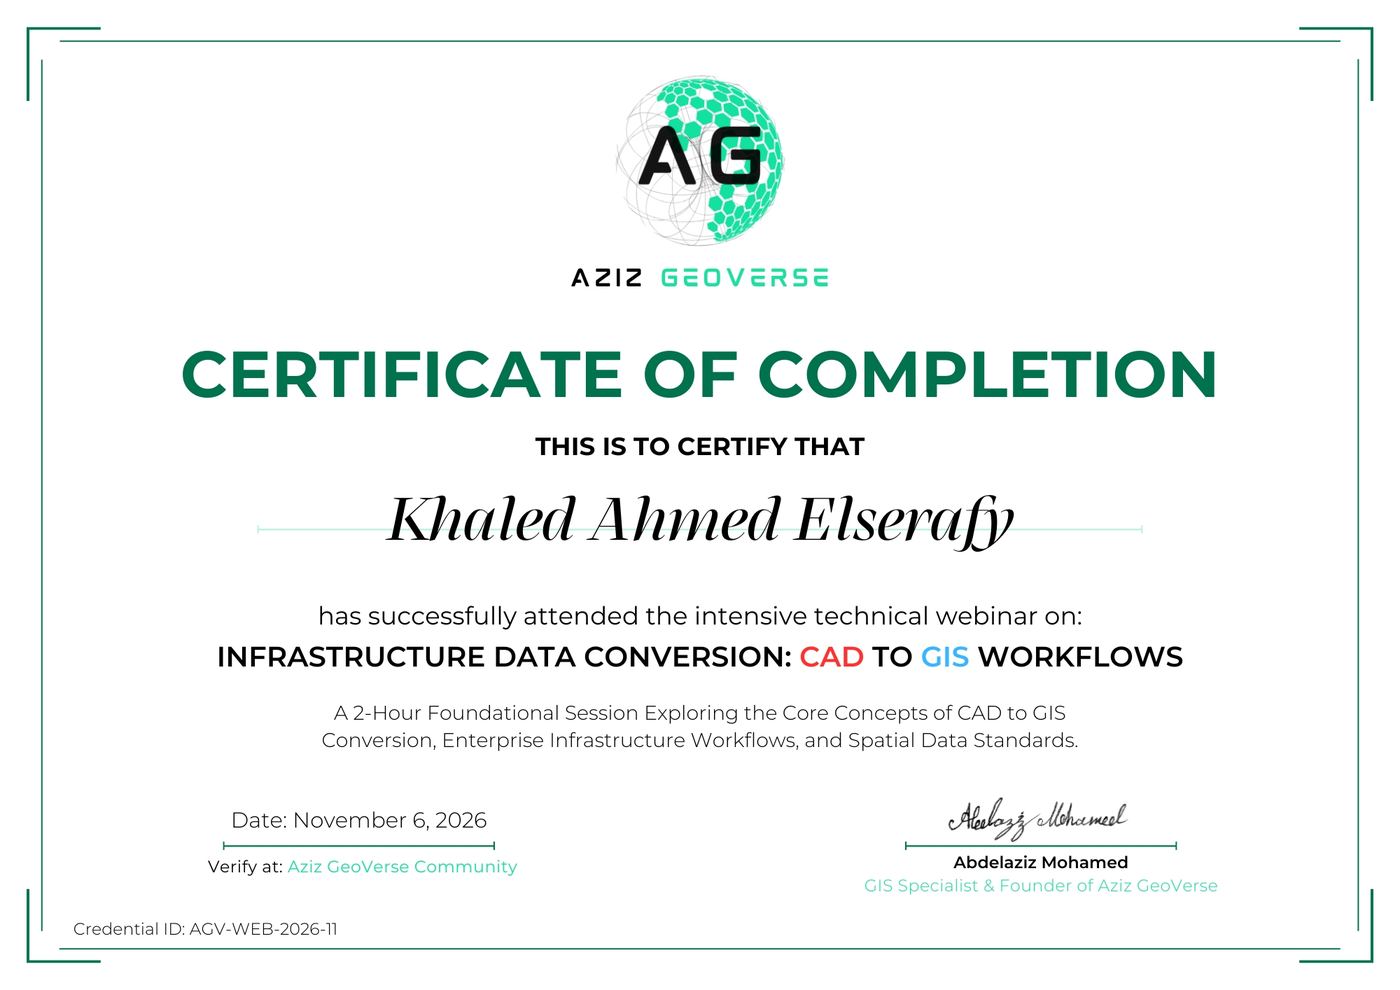 AG
AZIZ GEOVERSE
CERTIFICATE OF COMPLETION
THIS IS TO CERTIFY THAT
Khaled Ahmed Elserafy
has successfully attended the intensive technical webinar on:
INFRASTRUCTURE DATA CONVERSION: CAD TO GIS WORKFLOWS
A 2-Hour Foundational Session Exploring the Core Concepts of CAD to GIS
Conversion, Enterprise Infrastructure Workflows, and Spatial Data Standards.
Date: November 6, 2026
Verify at: Aziz GeoVerse Community
Abdelaziz Mohamed
Abdelaziz Mohamed
GIS Specialist & Founder of Aziz GeoVerse
Credential ID: AGV-WEB-2026-11